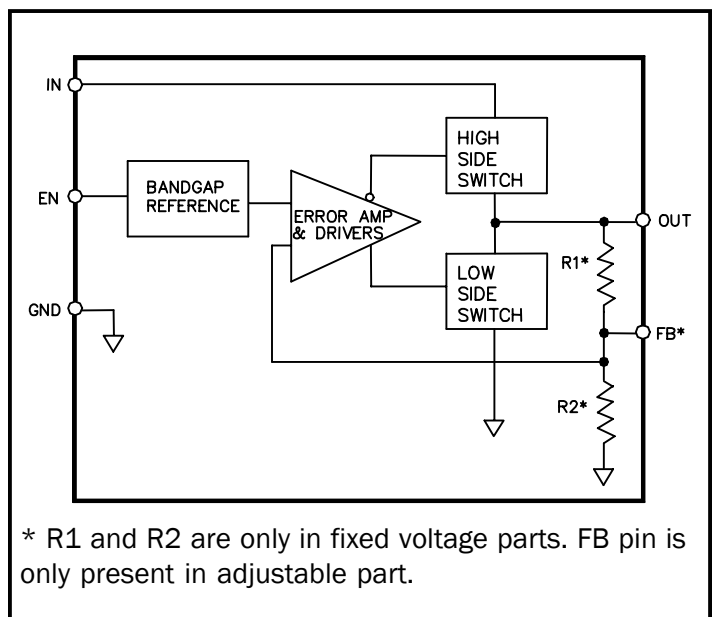 IN
HIGH
SIDE
SWITCH
EN
BANDGAP
REFERENCE
ERROR AMP
& DRIVERS
OUT
R1*
LOW
SIDE
SWITCH
GND
FB*
R2*
* R1 and R2 are only in fixed voltage parts. FB pin is
only present in adjustable part.